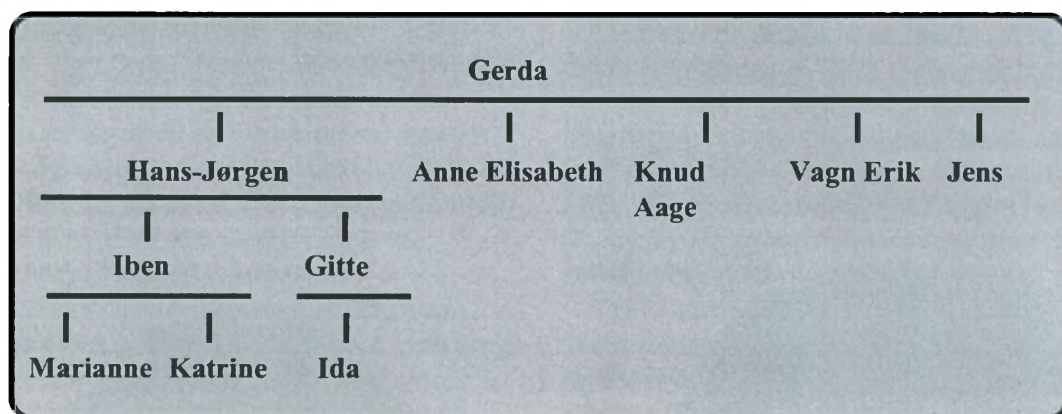 Gerda
Hans-Jørgen Anne Elisabeth Knud Vagn Erik Jens
Aage
Iben Gitte
Marianne Katrine Ida